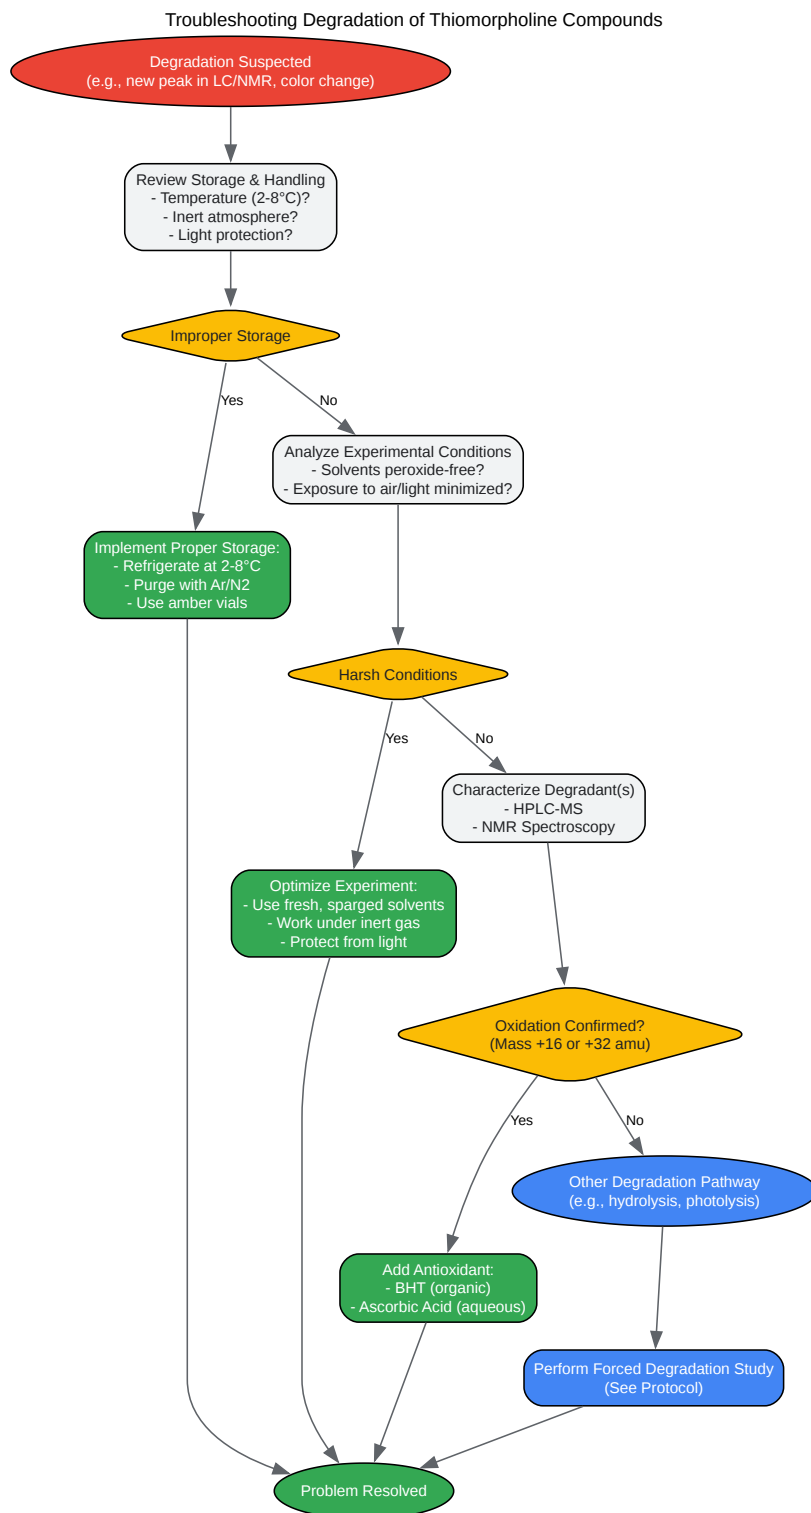 Troubleshooting Degradation of Thiomorpholine Compounds
Degradation Suspected
(e.g., new peak in LC/NMR, color change)
Review Storage & Handling
- Temperature (2-8°C)?
- Inert atmosphere?
- Light protection?
Improper Storage
Yes
No
Analyze Experimental Conditions
- Solvents peroxide-free?
- Exposure to air/light minimized?
Implement Proper Storage:
- Refrigerate at 2-8°C
- Purge with Ar/N2
- Use amber vials
Harsh Conditions
Yes
No
Characterize Degradant(s)
- HPLC-MS
- NMR Spectroscopy
Optimize Experiment:
- Use fresh, sparged solvents
- Work under inert gas
- Protect from light
Oxidation Confirmed?
(Mass +16 or +32 amu)
Yes
No
Other Degradation Pathway
(e.g., hydrolysis, photolysis)
Add Antioxidant:
- BHT (organic)
- Ascorbic Acid (aqueous)
Perform Forced Degradation Study
(See Protocol)
Problem Resolved